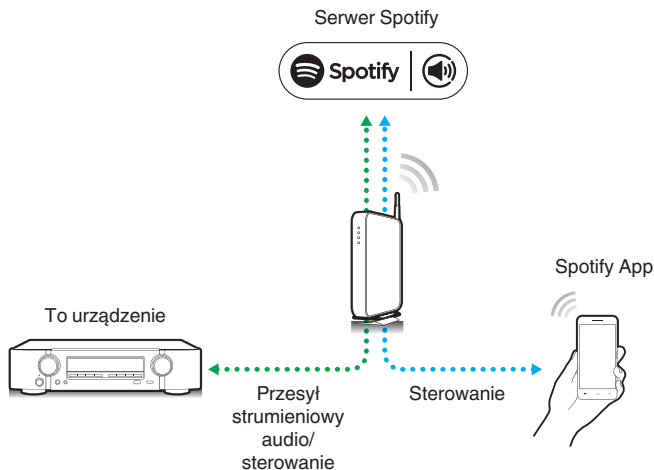 Serwer Spotify
Spotify
Spotify App
To urządzenie
Przesył
strumieniowy
audio/
sterowanie
Sterowanie